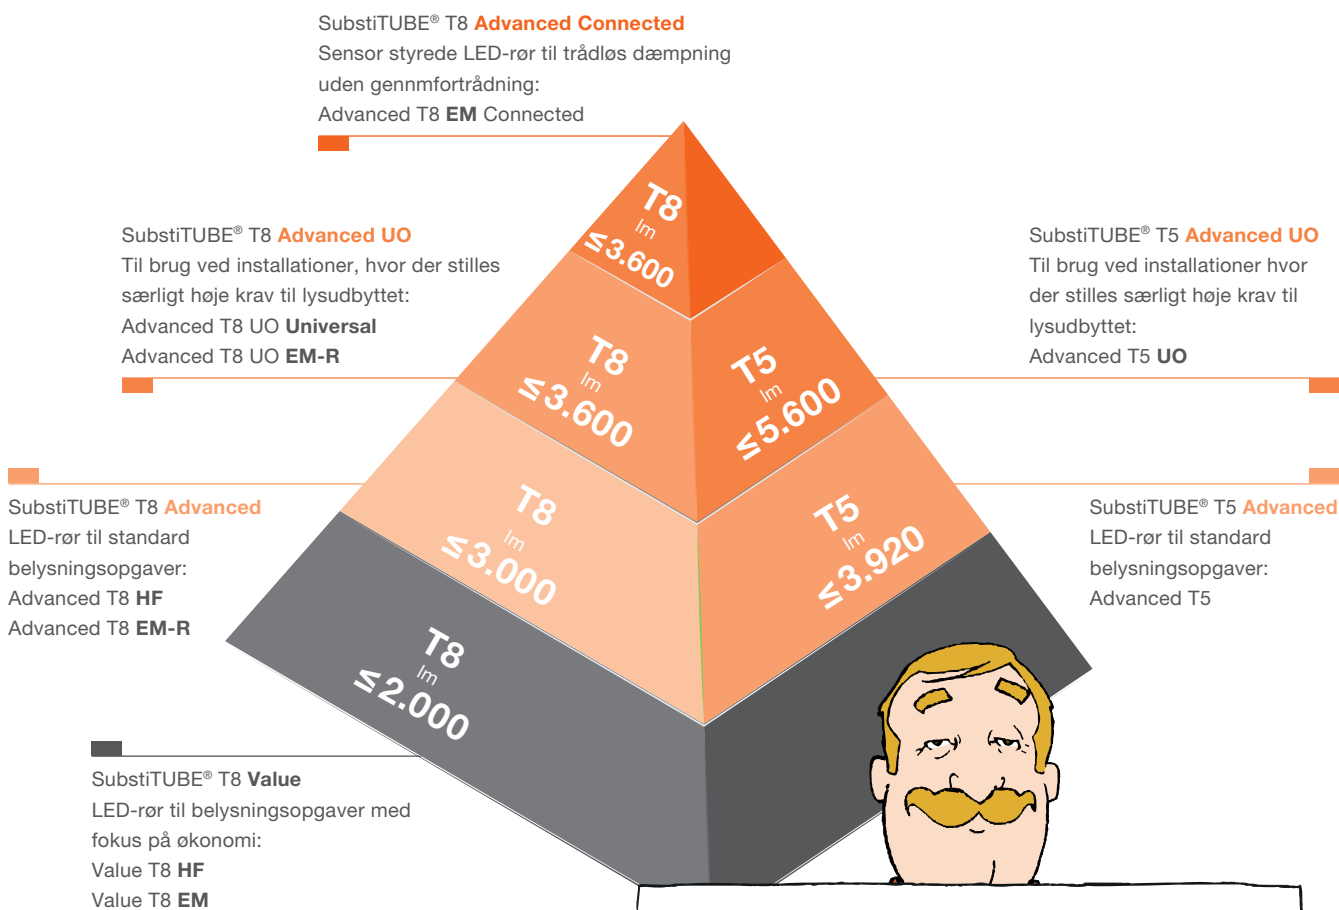 SubstiTUBE® T8 Advanced Connected
Sensor styrede LED-rør til trådløs dæmpning
uden gennmfortrådning:
Advanced T8 EM Connected
SubstiTUBE® T8 Advanced UO
Til brug ved installationer, hvor der stilles
særligt høje krav til lysudbyttet:
Advanced T8 UO Universal
Advanced T8 UO EM-R
SubstiTUBE® T5 Advanced UO
Til brug ved installationer hvor
der stilles særligt høje krav til
lysudbyttet:
Advanced T5 UO
SubstiTUBE® T8 Advanced
LED-rør til standard
belysningsopgaver:
Advanced T8 HF
Advanced T8 EM-R
SubstiTUBE® T5 Advanced
LED-rør til standard
belysningsopgaver:
Advanced T5
SubstiTUBE® T8 Value
LED-rør til belysningsopgaver med
fokus på økonomi:
Value T8 HF
Value T8 EM
T8
lm
≤3.600
T8
lm
≤3.600
T5
lm
≤5.600
T8
lm
≤3.000
T5
lm
≤3.920
T8
lm
≤2.000